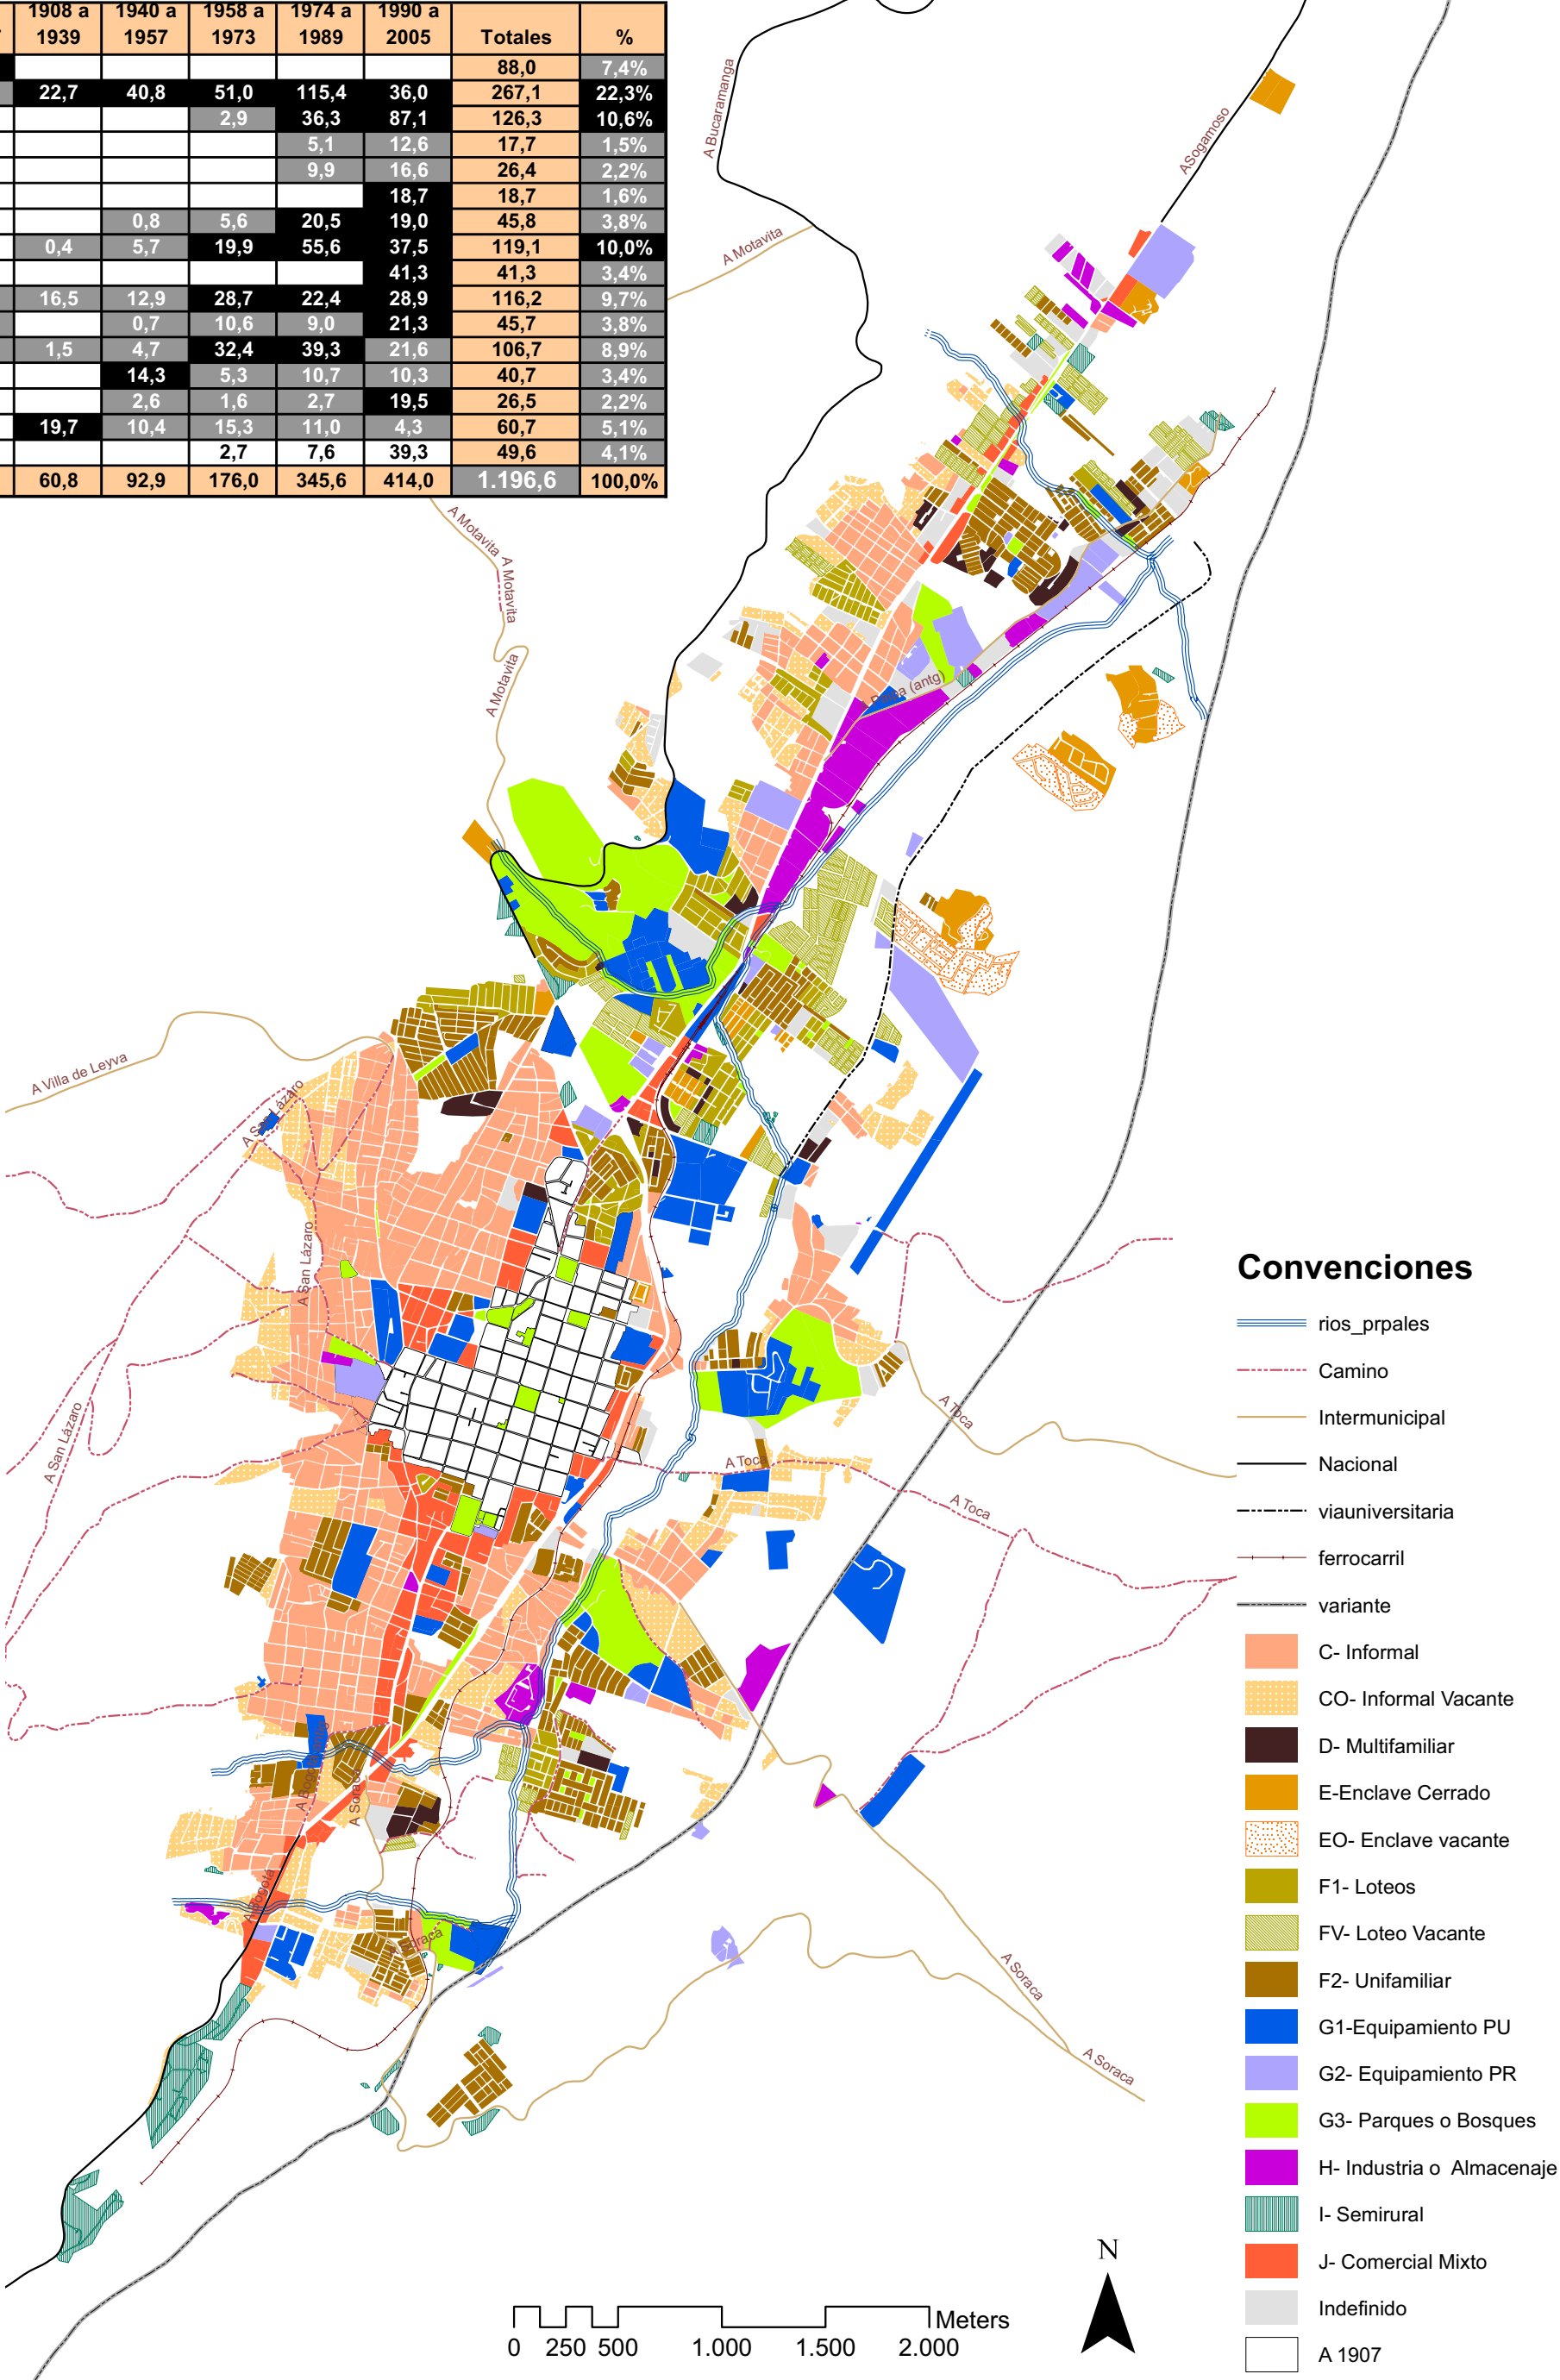 1908 a 1940 a 1958 a 1974 a 1990 a
1939 1957 1973 1989 2005 Totales %
88,0 7,4%
22,7 40,8 51,0 115,4 36,0 267,1 22,3%
2,9 36,3 87,1 126,3 10,6%
5,1 12,6 17,7 1,5%
9,9 16,6 26,4 2,2%
18,7 18,7 1,6%
0,8 5,6 20,5 19,0 45,8 3,8%
0,4 5,7 19,9 55,6 37,5 119,1 10,0%
41,3 41,3 3,4%
16,5 12,9 28,7 22,4 28,9 116,2 9,7%
0,7 10,6 9,0 21,3 45,7 3,8%
1,5 4,7 32,4 39,3 21,6 106,7 8,9%
14,3 5,3 10,7 10,3 40,7 3,4%
2,6 1,6 2,7 19,5 26,5 2,2%
19,7 10,4 15,3 11,0 4,3 60,7 5,1%
2,7 7,6 39,3 49,6 4,1%
60,8 92,9 176,0 345,6 414,0 1.196,6 100,0%
A Bucaramanga
ASogamoso
A Motavita
A Motavita
A Motavita
A Motavita
(antg)
A Villa de Leyva
A San Lázaro
A San Lázaro
A San Lázaro
A Toca
A Toca
A Toca
A Soraca
A Soracá
A Soraca
A Soraca
Convenciones
rios_prpales
Camino
Intermunicipal
Nacional
viauniversitaria
ferrocarril
variante
C- Informal
CO- Informal Vacante
D- Multifamiliar
E-Enclave Cerrado
EO- Enclave vacante
F1- Loteos
FV- Loteo Vacante
F2- Unifamiliar
G1-Equipamiento PU
G2- Equipamiento PR
G3- Parques o Bosques
H- Industria o Almacenaje
I- Semirural
J- Comercial Mixto
Indefinido
A 1907
N
Meters
0 250 500 1.000 1.500 2.000